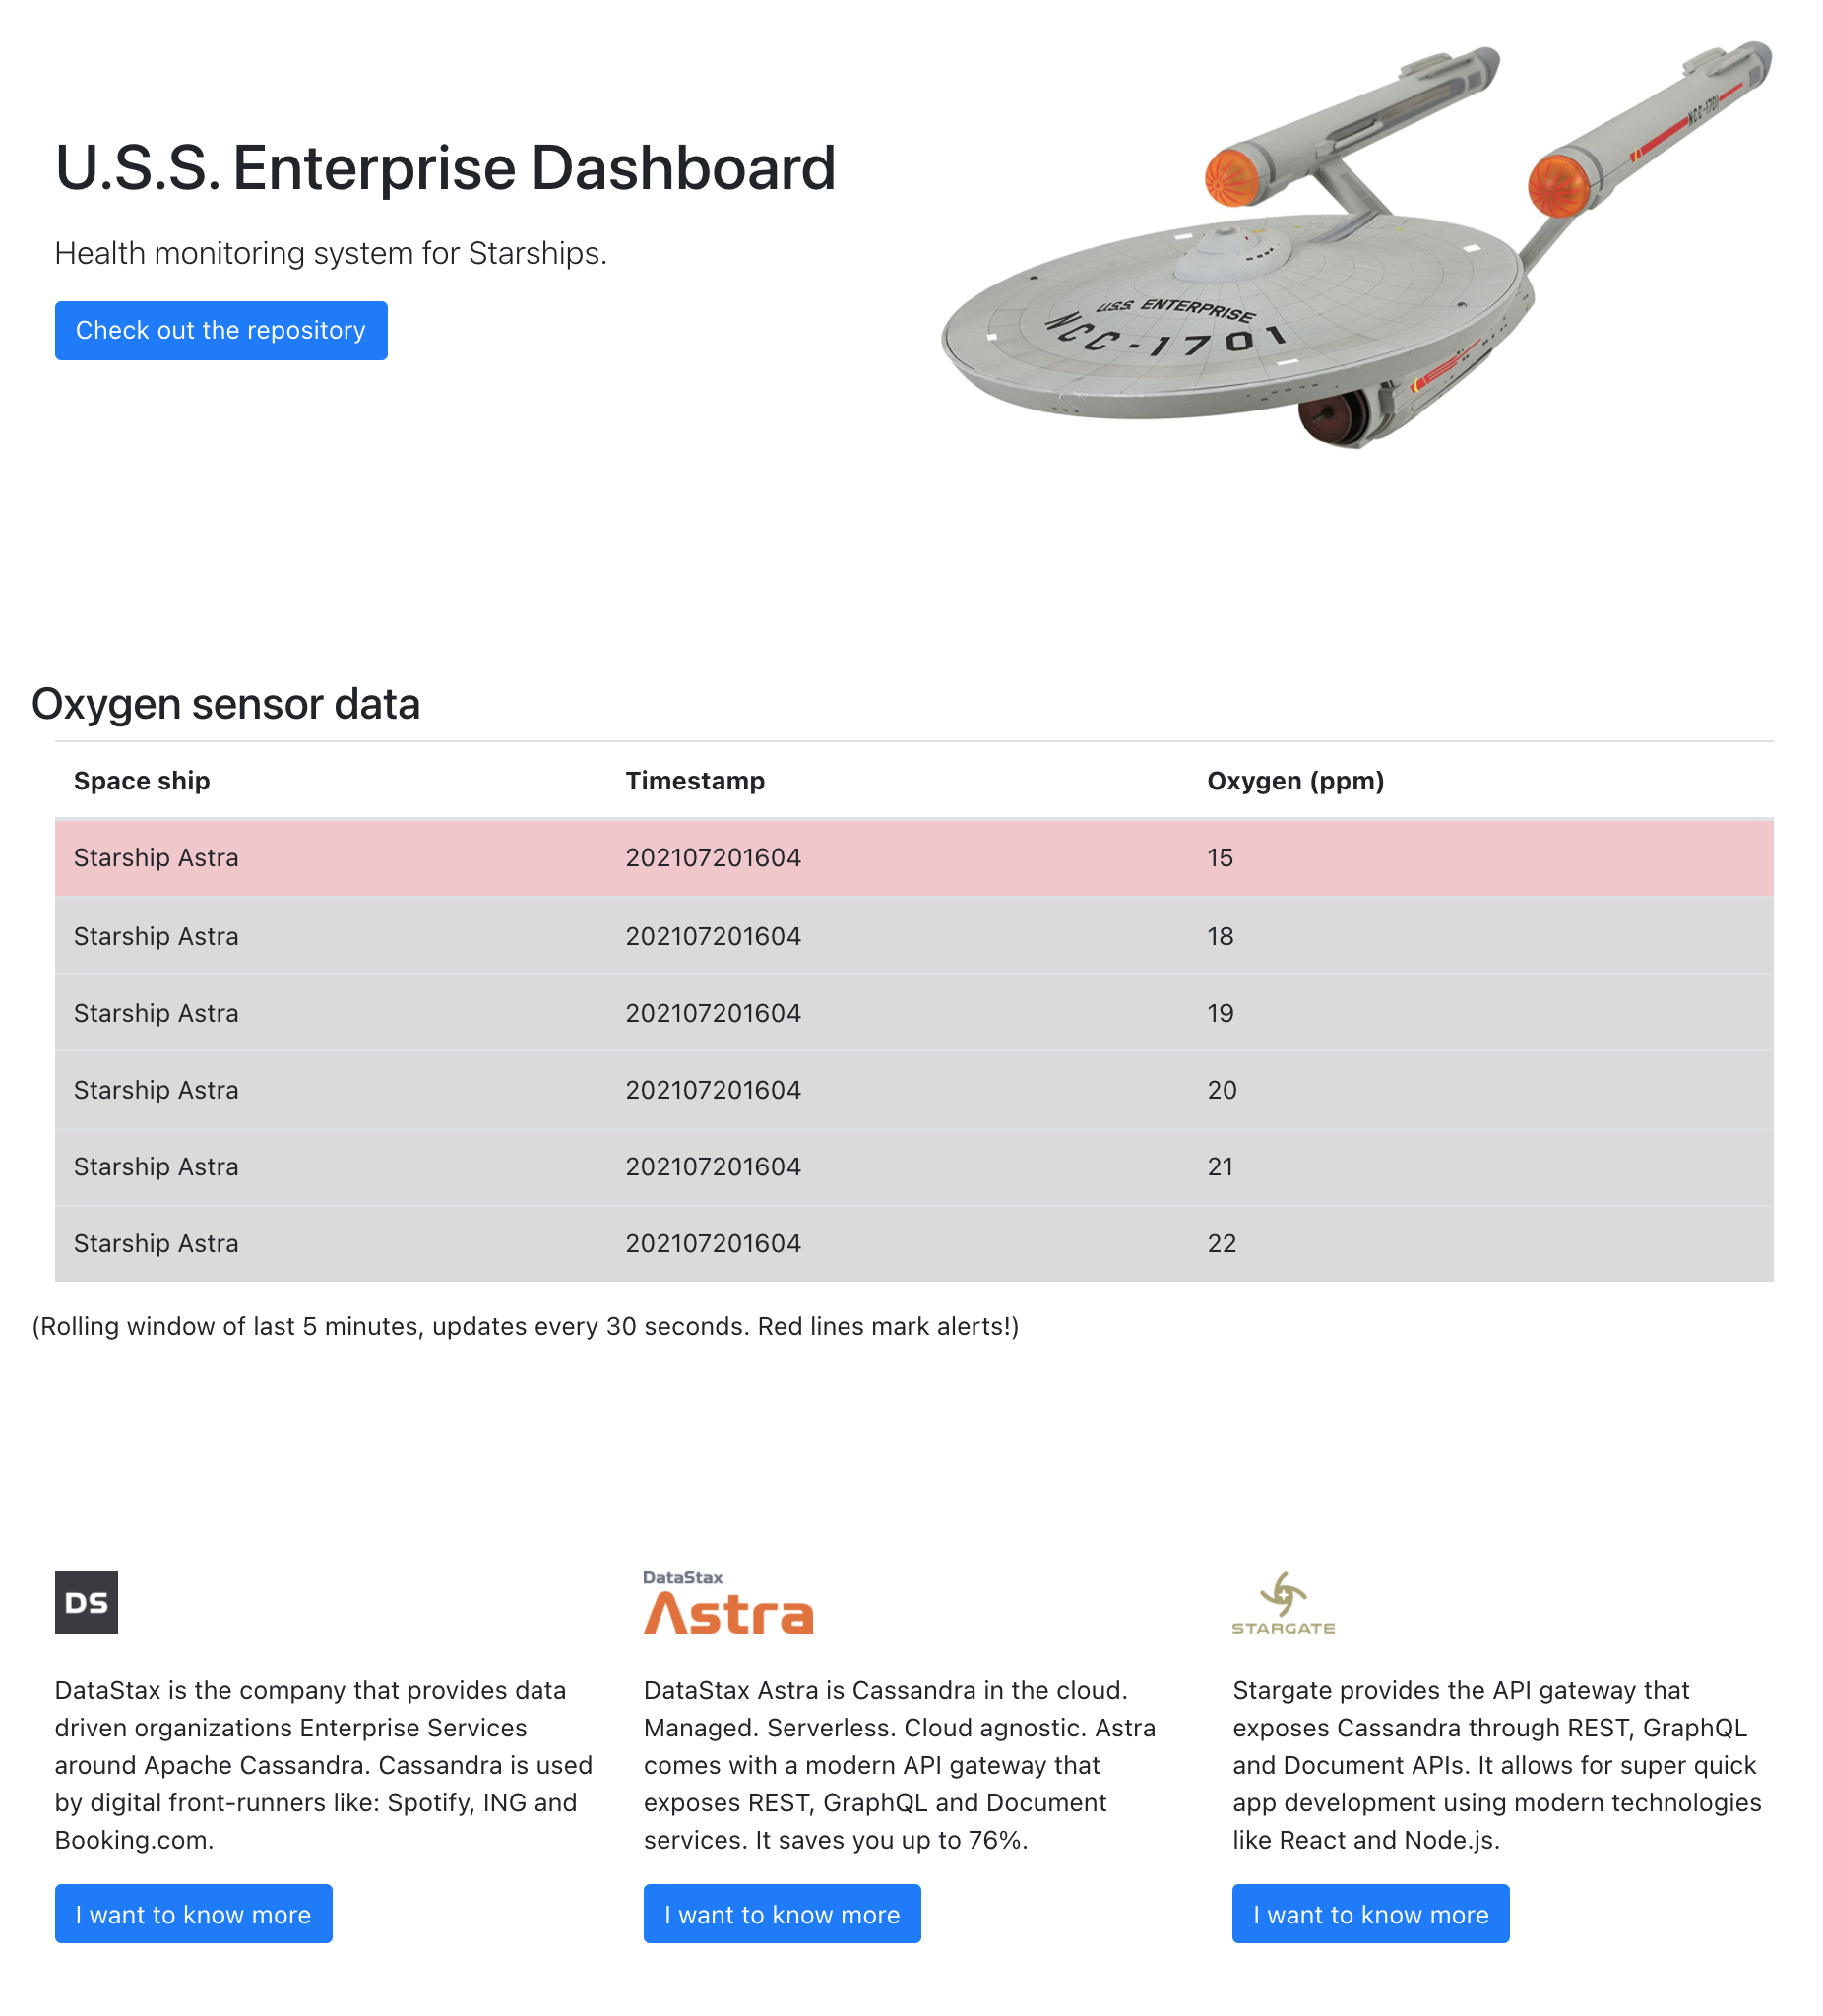 U.S.S. Enterprise Dashboard
Health monitoring system for Starships.
Check out the repository
NCC-1701
U.S.S. ENTERPRISE
NCC-1701
Oxygen sensor data
Space ship Timestamp Oxygen (ppm)
Starship Astra 202107201604 15
Starship Astra 202107201604 18
Starship Astra 202107201604 19
Starship Astra 202107201604 20
Starship Astra 202107201604 21
Starship Astra 202107201604 22
(Rolling window of last 5 minutes, updates every 30 seconds. Red lines mark alerts!)
DS
DataStax is the company that provides data
driven organizations Enterprise Services
around Apache Cassandra. Cassandra is used
by digital front-runners like: Spotify, ING and
Booking.com.
I want to know more
DataStax
Astra
DataStax Astra is Cassandra in the cloud.
Managed. Serverless. Cloud agnostic. Astra
comes with a modern API gateway that
exposes REST, GraphQL and Document
services. It saves you up to 76%.
I want to know more
STARGATE
Stargate provides the API gateway that
exposes Cassandra through REST, GraphQL
and Document APIs. It allows for super quick
app development using modern technologies
like React and Node.js.
I want to know more